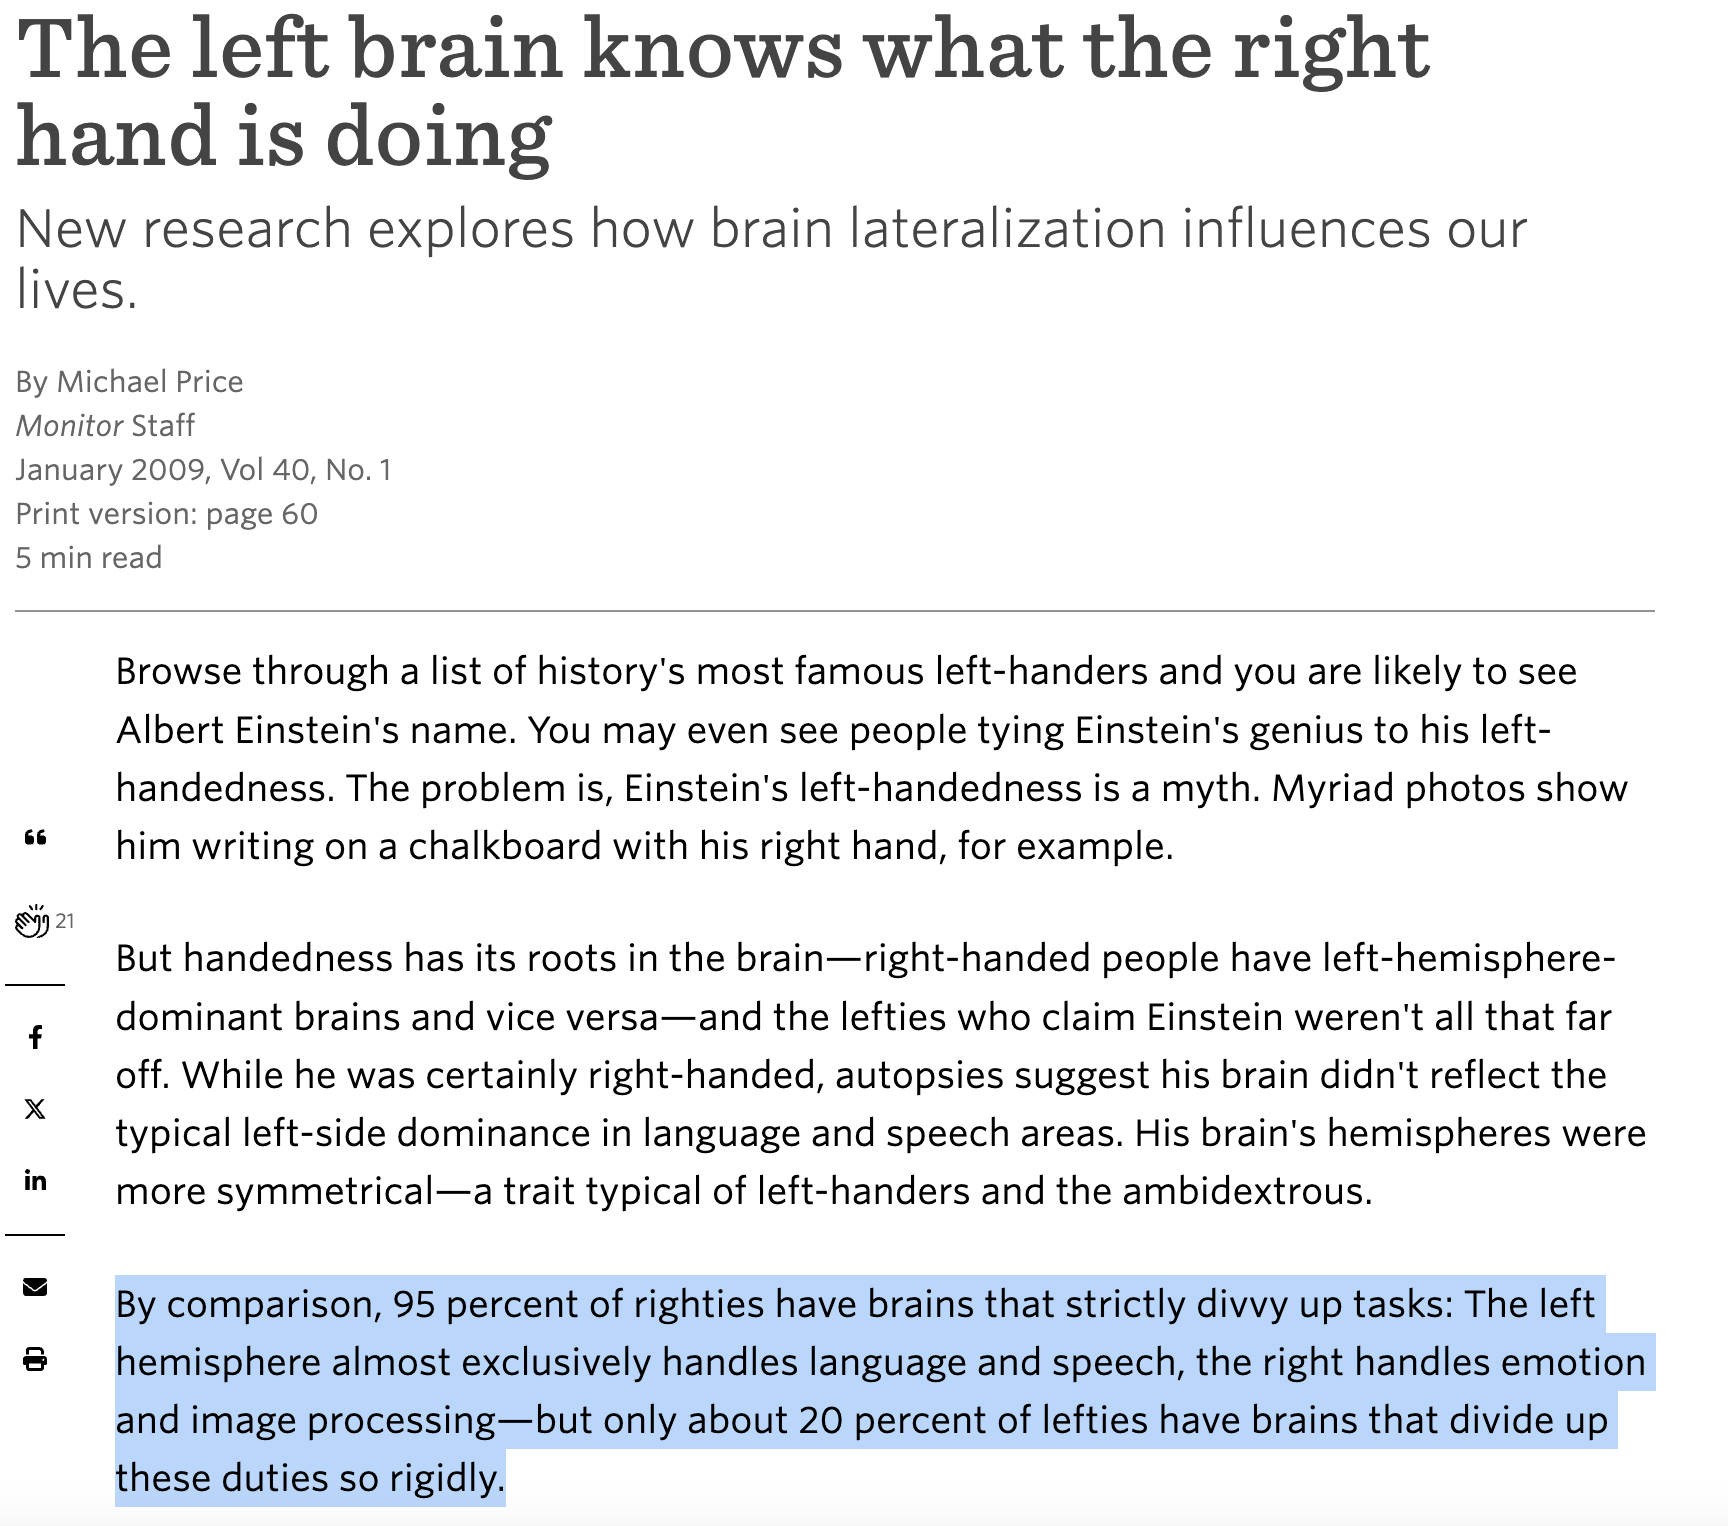 The left brain knows what the right
hand is doing
New research explores how brain lateralization influences our
lives.
By Michael Price
Monitor Staff
January 2009, Vol 40, No. 1
Print version: page 60
5 min read
Browse through a list of history's most famous left-handers and you are likely to see
Albert Einstein's name. You may even see people tying Einstein's genius to his left-
handedness. The problem is, Einstein's left-handedness is a myth. Myriad photos show
him writing on a chalkboard with his right hand, for example.
21
But handedness has its roots in the brain—right-handed people have left-hemisphere-
dominant brains and vice versa—and the lefties who claim Einstein weren't all that far
off. While he was certainly right-handed, autopsies suggest his brain didn't reflect the
typical left-side dominance in language and speech areas. His brain's hemispheres were
more symmetrical—a trait typical of left-handers and the ambidextrous.
By comparison, 95 percent of righties have brains that strictly divvy up tasks: The left
hemisphere almost exclusively handles language and speech, the right handles emotion
and image processing—but only about 20 percent of lefties have brains that divide up
these duties so rigidly.